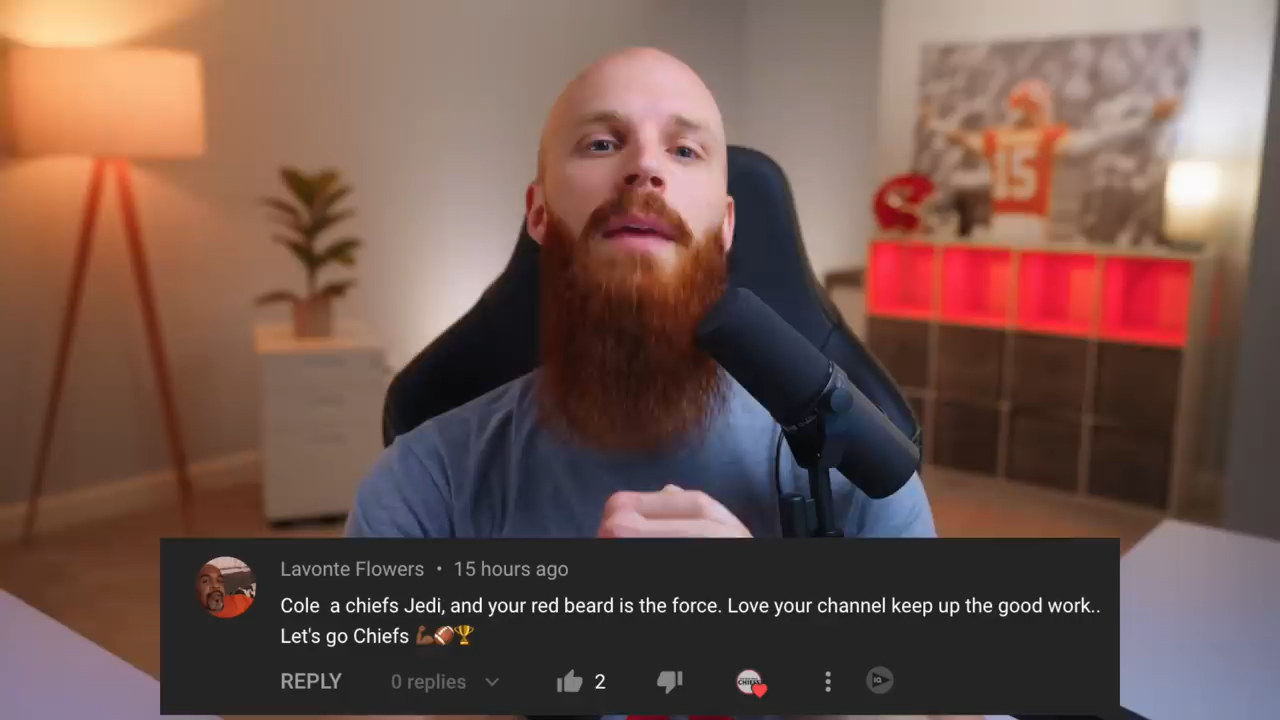 15
Lavonte Flowers • 15 hours ago
Cole  a chiefs Jedi, and your red beard is the force. Love your channel keep up the good work..
Let's go Chiefs 💪🏾🏈🏆
REPLY 0 replies 2 CHIEFS